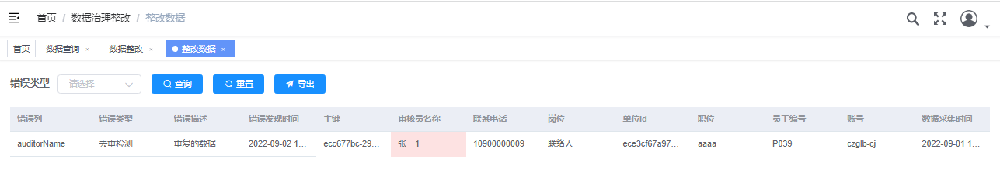 首页 / 数据治理整改 / 整改数据
首页 数据查询 × 数据整改 × 整改数据 ×
错误类型 请选择 查询 重置 导出
错误列 错误类型 错误描述 错误发现时间 主键 审核员名称 联系电话 岗位 单位Id 职位 员工编号 账号 数据采集时间
auditorName 去重检测 重复的数据 2022-09-02 1... ecc677bc-29... 张三1 10900000009 联络人 ece3cf67a97... aaaa P039 czglb-cj 2022-09-01 1...